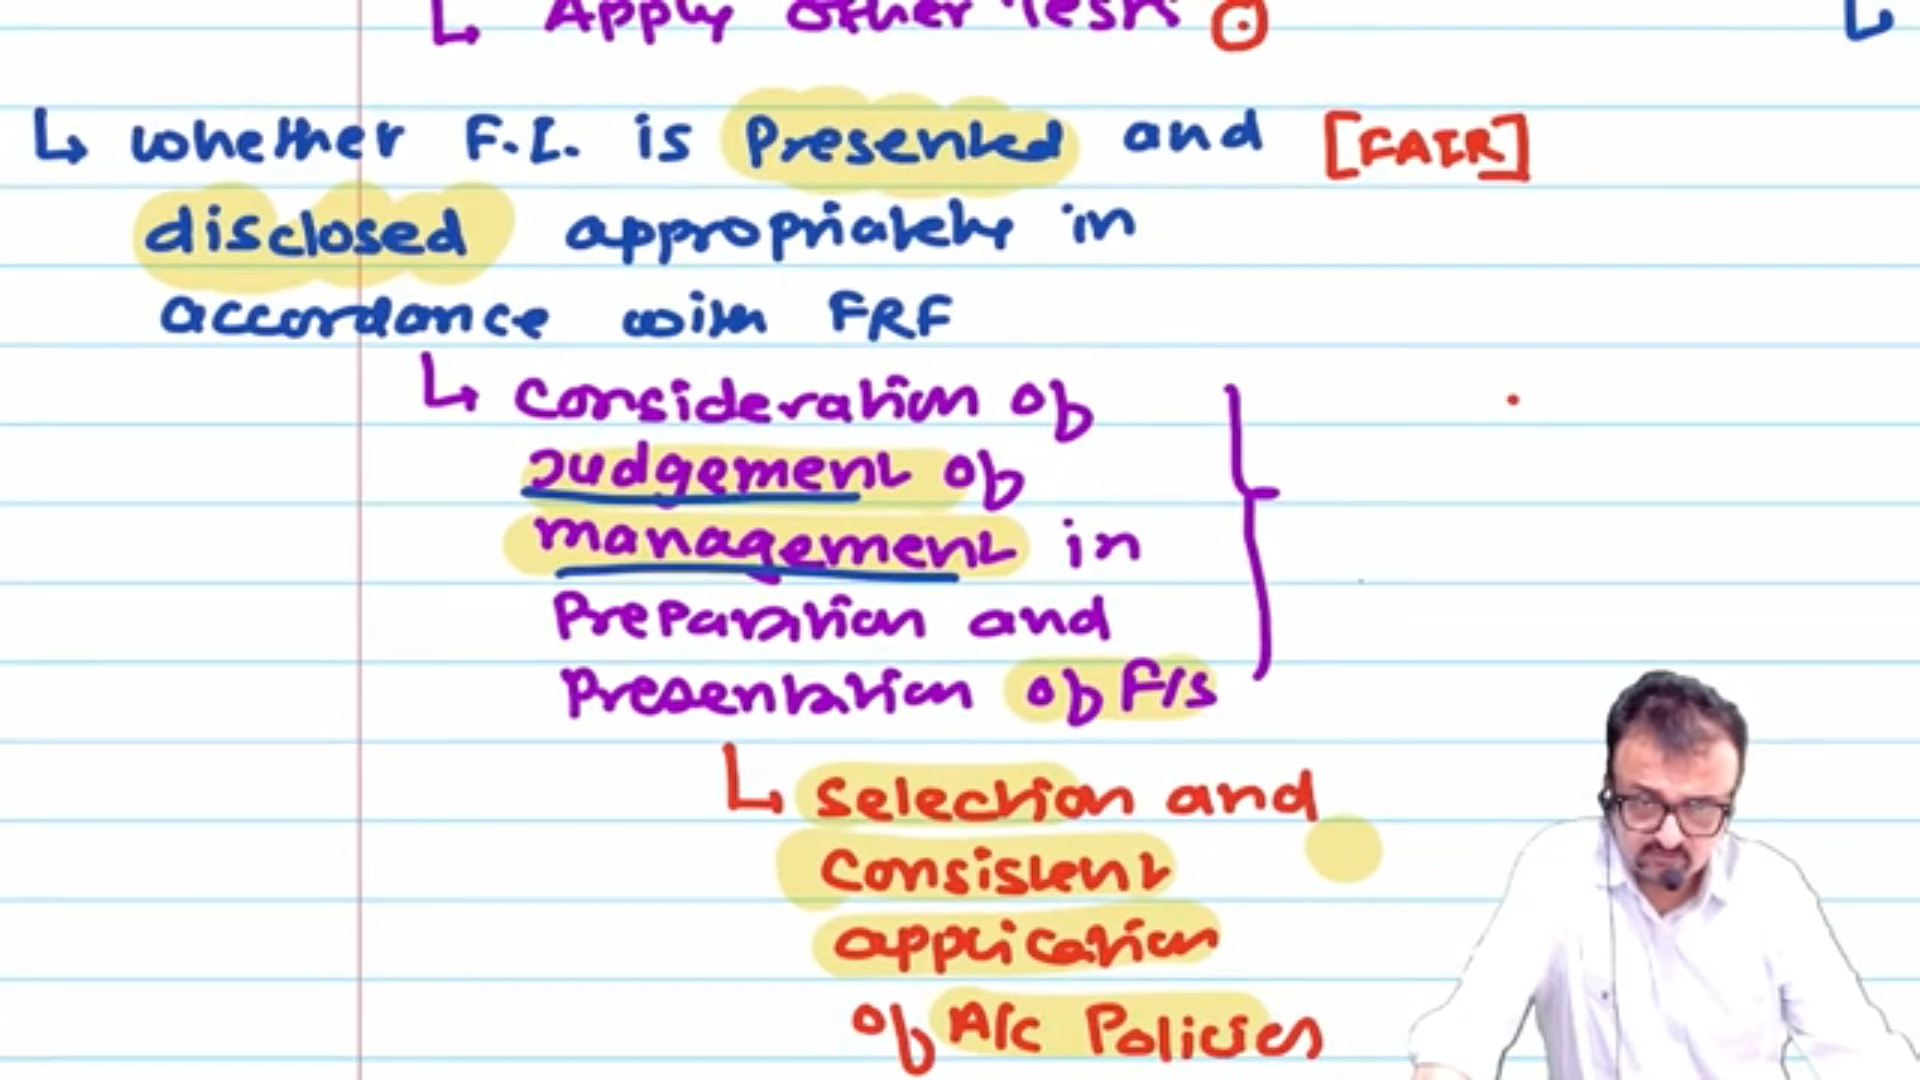 ↳ Apply other Tests ⊙
↳ whether F.I. is Presented and [FAIR]
disclosed appropriately in
accordance with FRF
↳ Consideration of
Judgement of
management in
Preparation and
Presentation of F/S
↳ Selection and
Consistent
application
of A/c Policies